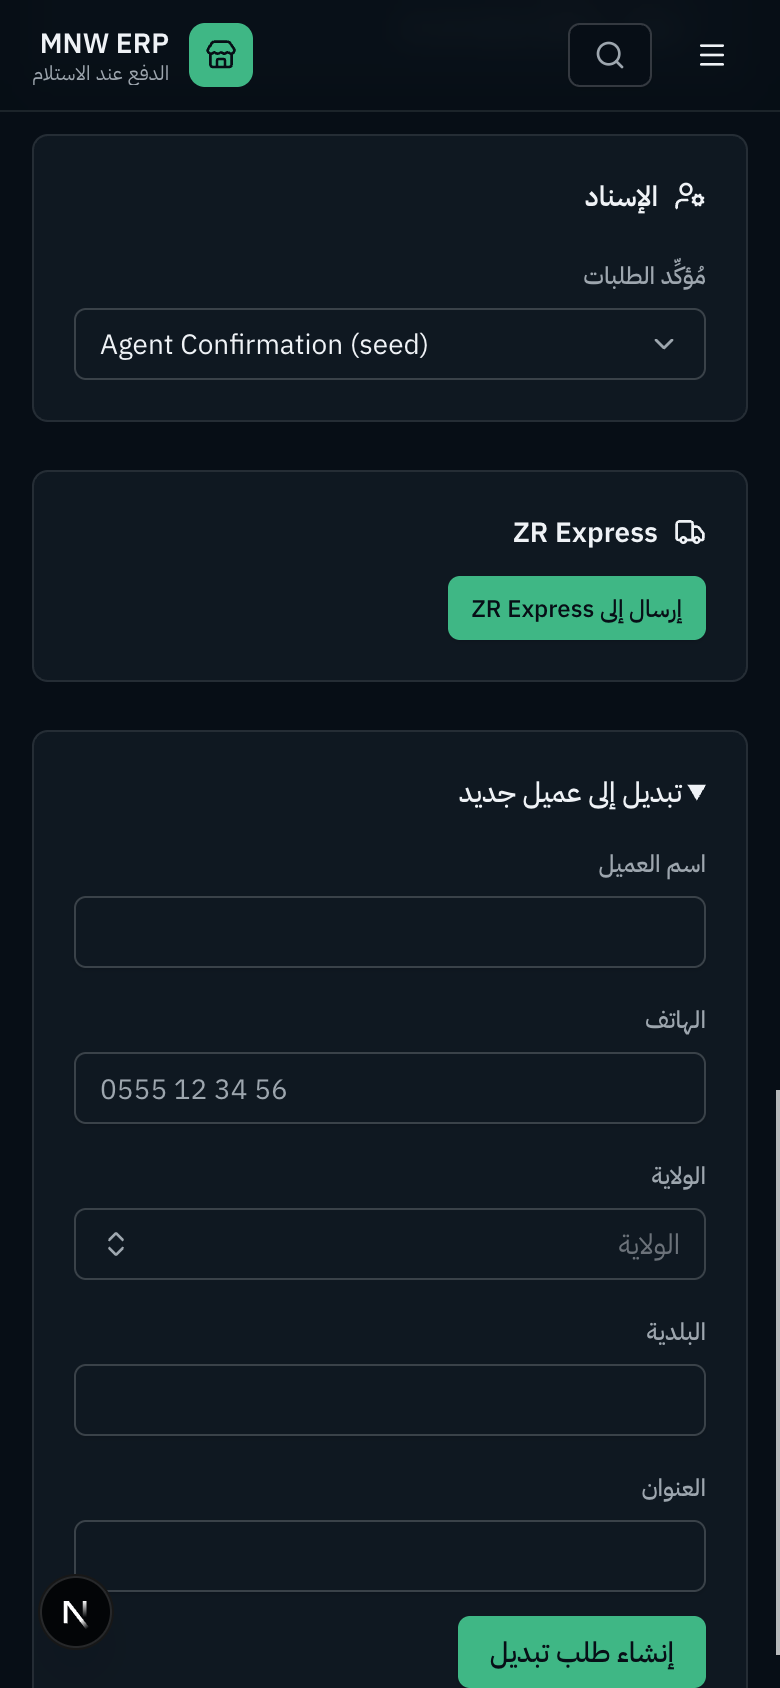 MNW ERP
الدفع عند الاستلام
الإسناد
مُؤكِّد الطلبات
Agent Confirmation (seed)
ZR Express
إرسال إلى ZR Express
تبديل إلى عميل جديد
اسم العميل
الهاتف
0555 12 34 56
الولاية
الولاية
البلدية
العنوان
N
إنشاء طلب تبديل